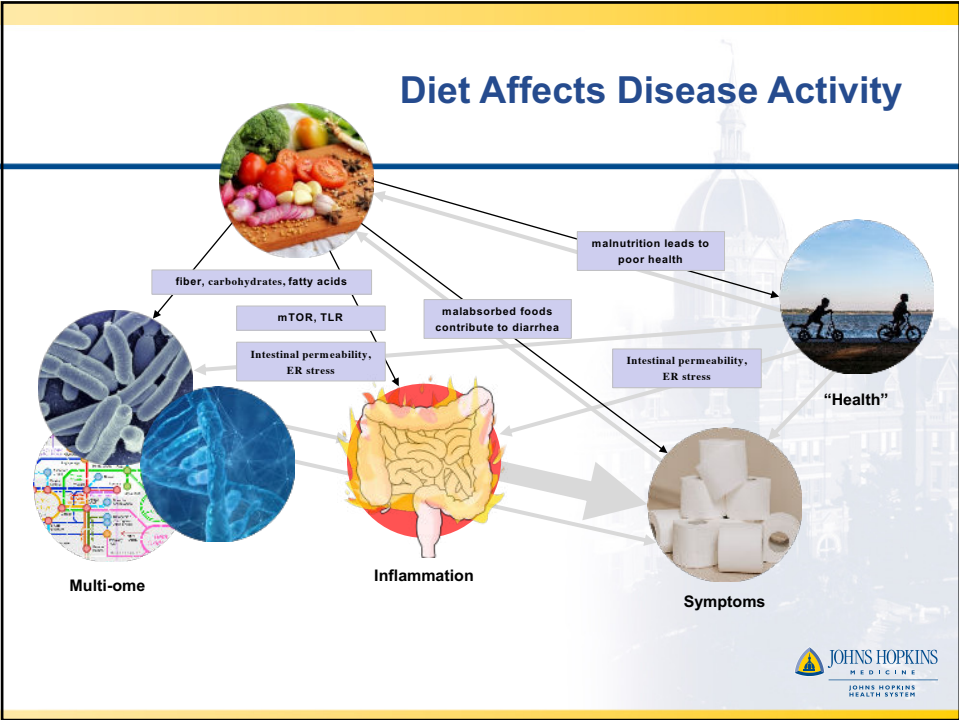 Diet Affects Disease Activity
malnutrition leads to
poor health
fiber, carbohydrates, fatty acids
mTOR, TLR
malabsorbed foods
contribute to diarrhea
Intestinal permeability,
ER stress
Intestinal permeability,
ER stress
“Health”
Inflammation
Multi-ome
Symptoms
JOHNS HOPKINS
MEDICINE
JOHNS HOPKINS
HEALTH SYSTEM